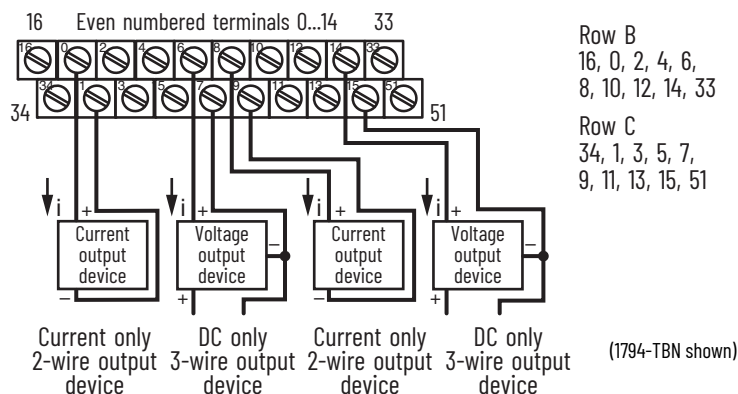 16 Even numbered terminals 0...14 33
16 0 2 4 6 8 10 12 14 33
34 1 3 5 7 9 11 13 15 51
34 51
Row B
16, 0, 2, 4, 6,
8, 10, 12, 14, 33
Row C
34, 1, 3, 5, 7,
9, 11, 13, 15, 51
i + i + i + i +
Current
output
device
Voltage
output
device
Current
output
device
Voltage
output
device
– – 
– + – +
Current only
2-wire output
device
DC only
3-wire output
device
Current only
2-wire output
device
DC only
3-wire output
device
(1794-TBN shown)